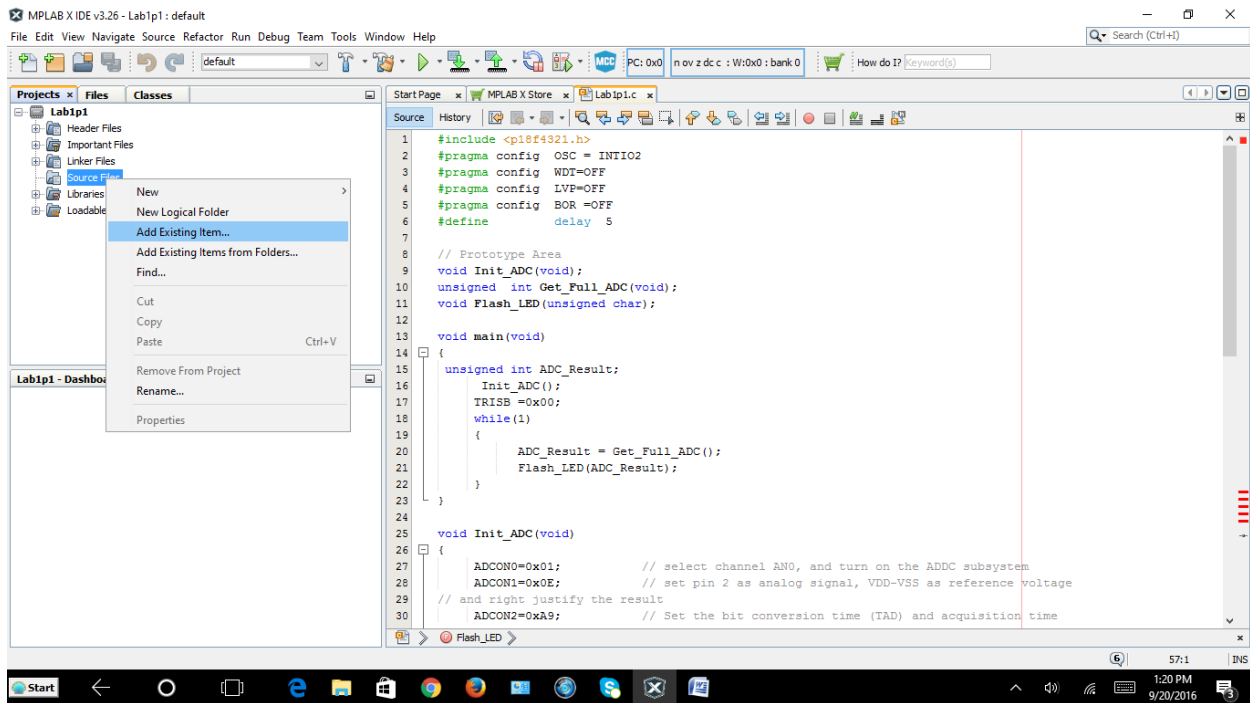 MPLAB X IDE v3.26 - Lab1p1 : default
File Edit View Navigate Source Refactor Run Debug Team Tools Window Help
Search (Ctrl+I)
default
MCC
PC: 0x0
n ov z dc c : W:0x0 : bank 0
How do I?
Keyword(s)
Projects x Files Classes
Start Page x MPLAB X Store x Lab1p1.c x
Lab1p1
Header Files
Important Files
Linker Files
Source Files
Libraries
Loadable
New
New Logical Folder
Add Existing Item...
Add Existing Items from Folders...
Find...
Cut
Copy
Paste Ctrl+V
Remove From Project
Rename...
Properties
Lab1p1 - Dashboa
Source History
1 #include <p18f4321.h>
2 #pragma config OSC = INTIO2
3 #pragma config WDT=OFF
4 #pragma config LVP=OFF
5 #pragma config BOR =OFF
6 #define delay 5
7
8 // Prototype Area
9 void Init_ADC(void);
10 unsigned int Get_Full_ADC(void);
11 void Flash_LED(unsigned char);
12
13 void main(void)
14 {
15 unsigned int ADC_Result;
16 Init_ADC();
17 TRISB =0x00;
18 while(1)
19 {
20 ADC_Result = Get_Full_ADC();
21 Flash_LED(ADC_Result);
22 }
23 }
24
25 void Init_ADC(void)
26 {
27 ADCON0=0x01; // select channel AN0, and turn on the ADDC subsystem
28 ADCON1=0x0E; // set pin 2 as analog signal, VDD-VSS as reference voltage
29 // and right justify the result
30 ADCON2=0xA9; // Set the bit conversion time (TAD) and acquisition time
Flash_LED
6 57:1 INS
Start
1:20 PM
9/20/2016
3